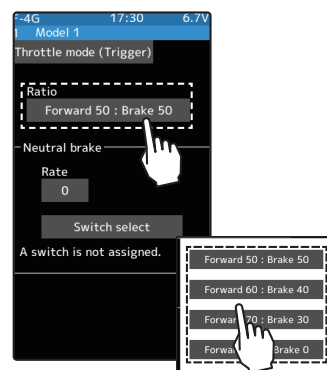 F-4G 17:30 6.7V
1 Model 1
Throttle mode (Trigger)
Ratio
Forward 50 : Brake 50
Neutral brake
Rate
0
Switch select
A switch is not assigned.
Forward 50 : Brake 50
Forward 60 : Brake 40
70 : Brake 30
Brake 0